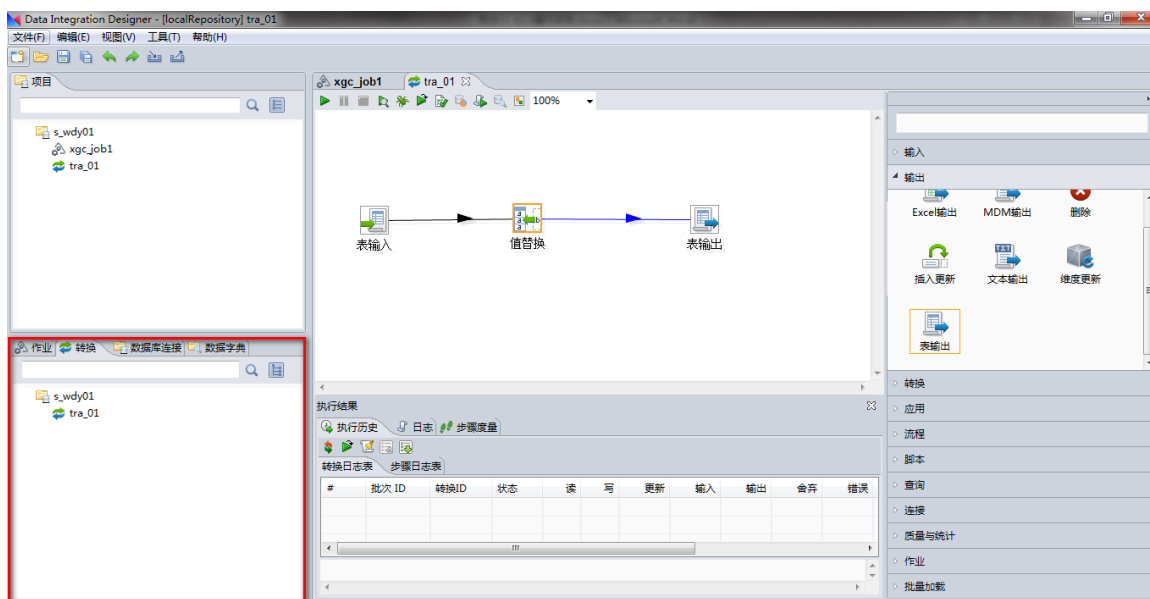 Data Integration Designer - [localRepository] tra_01
文件(F) 编辑(E) 视图(V) 工具(T) 帮助(H)
项目
s_wdy01
xgc_job1
tra_01
作业 转换 数据库连接 数据字典
s_wdy01
tra_01
xgc_job1 tra_01
100%
表输入 值替换 表输出
执行结果
执行历史 日志 步骤度量
转换日志表 步骤日志表
# 批次 ID 转换ID 状态 读 写 更新 输入 输出 舍弃 错误
输入
输出
Excel输出 MDM输出 删除
TXT
插入更新 文本输出 维度更新
表输出
转换
应用
流程
脚本
查询
连接
质量与统计
作业
批量加载